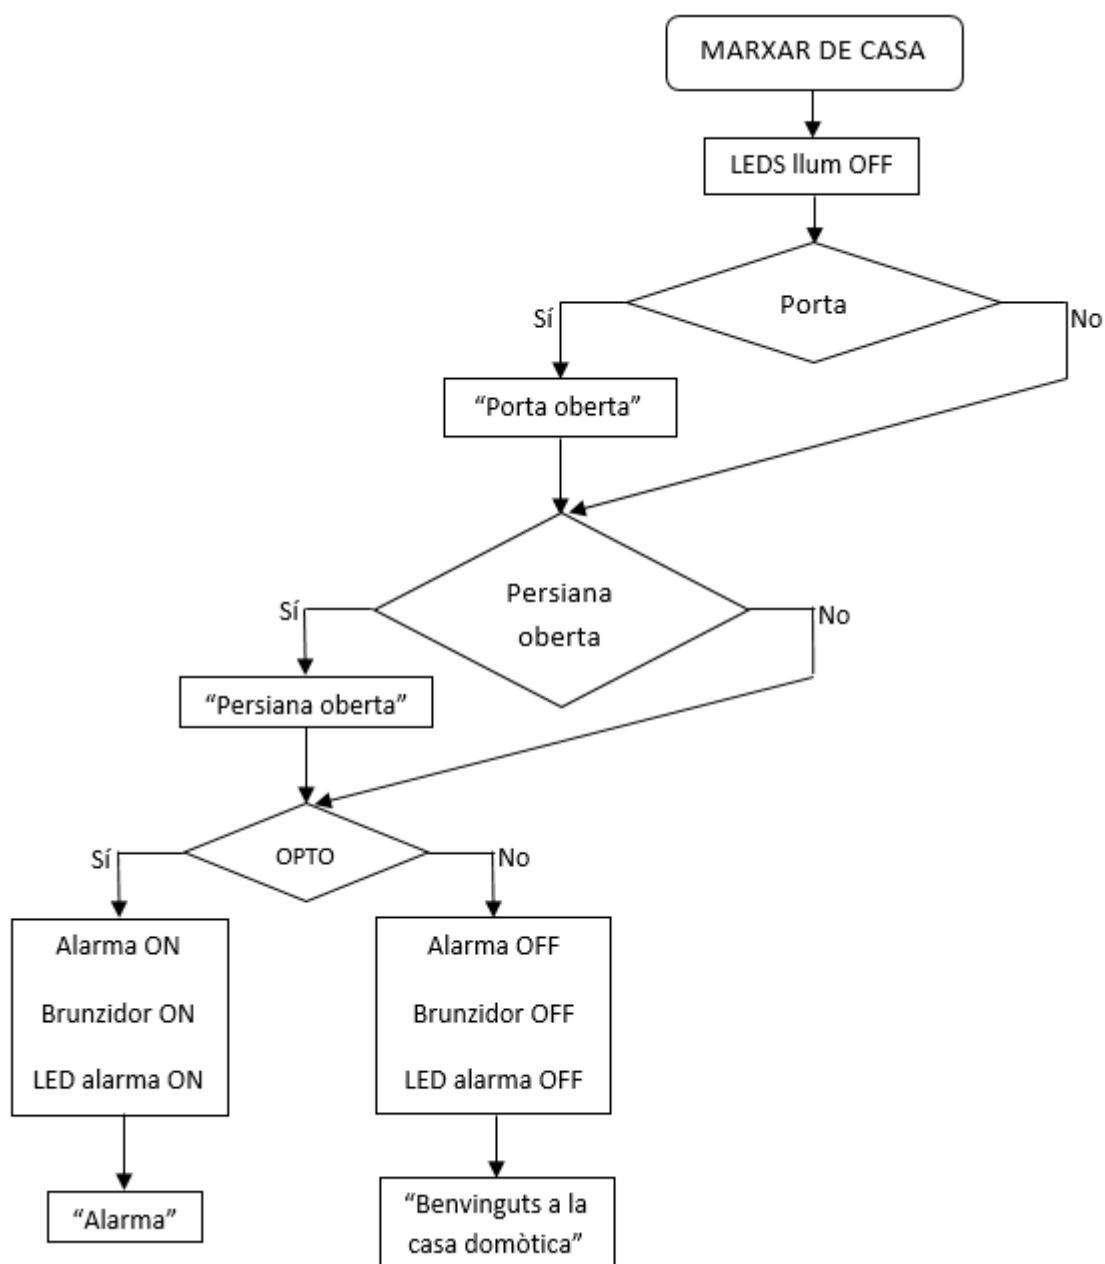 MARXAR DE CASA
LEDS llum OFF
Porta
Sí
No
“Porta oberta”
Persiana
oberta
Sí
No
“Persiana oberta”
OPTO
Sí
No
Alarma ON
Brunzidor ON
LED alarma ON
Alarma OFF
Brunzidor OFF
LED alarma OFF
“Alarma”
“Benvinguts a la
casa domòtica”